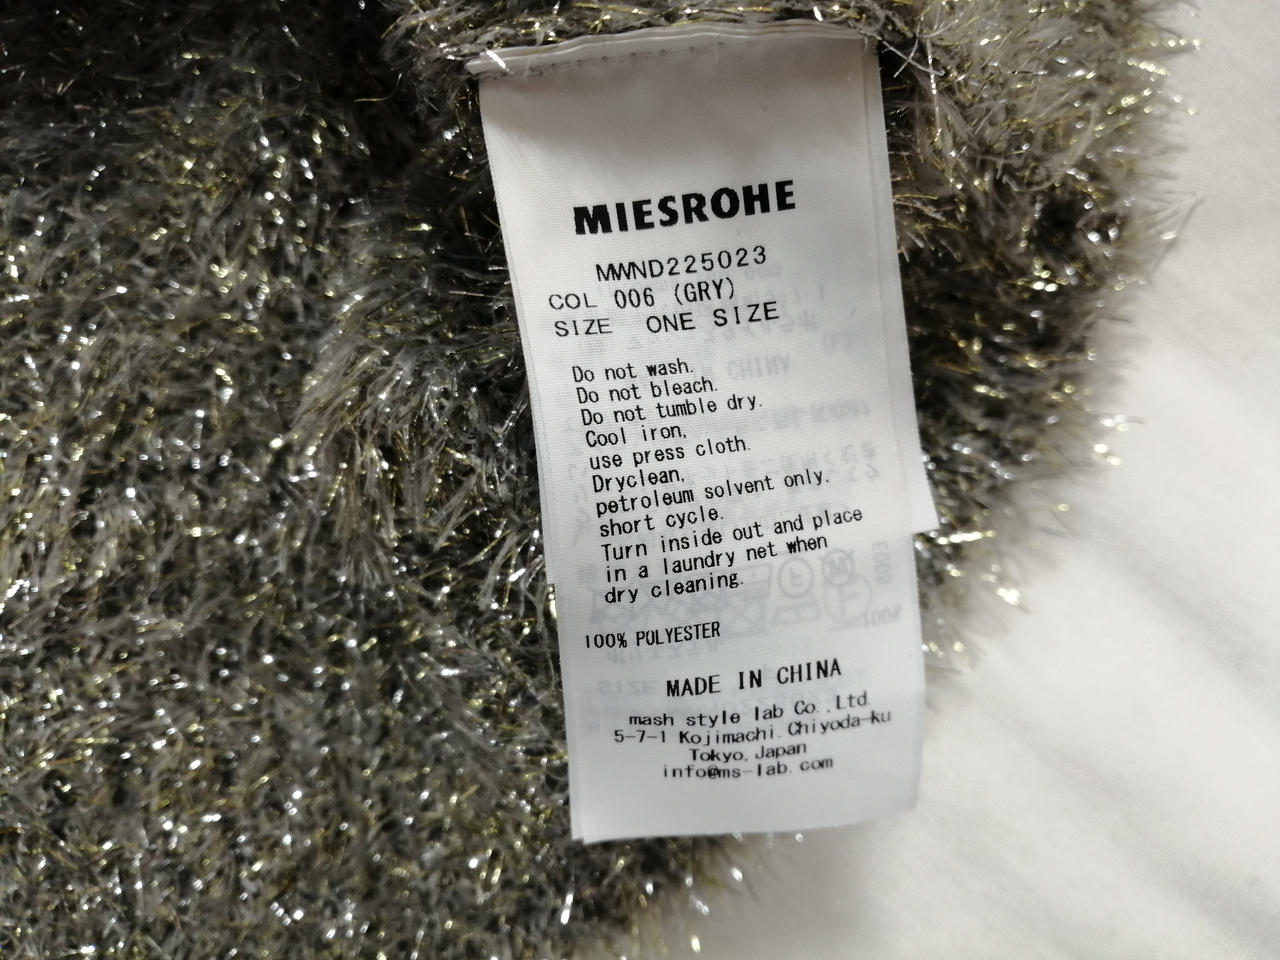 MIESROHE
MWND225023
COL 006 (GRY)
SIZE ONE SIZE
Do not wash.
Do not bleach.
Do not tumble dry.
Cool iron,
use press cloth.
Dryclean,
petroleum solvent only.
short cycle.
Turn inside out and place
in a laundry net when
dry cleaning.
100% POLYESTER
MADE IN CHINA
mash style lab Co.,Ltd.
5-7-1 Kojimachi.Chiyoda-ku
Tokyo,Japan
info@ms-lab.com